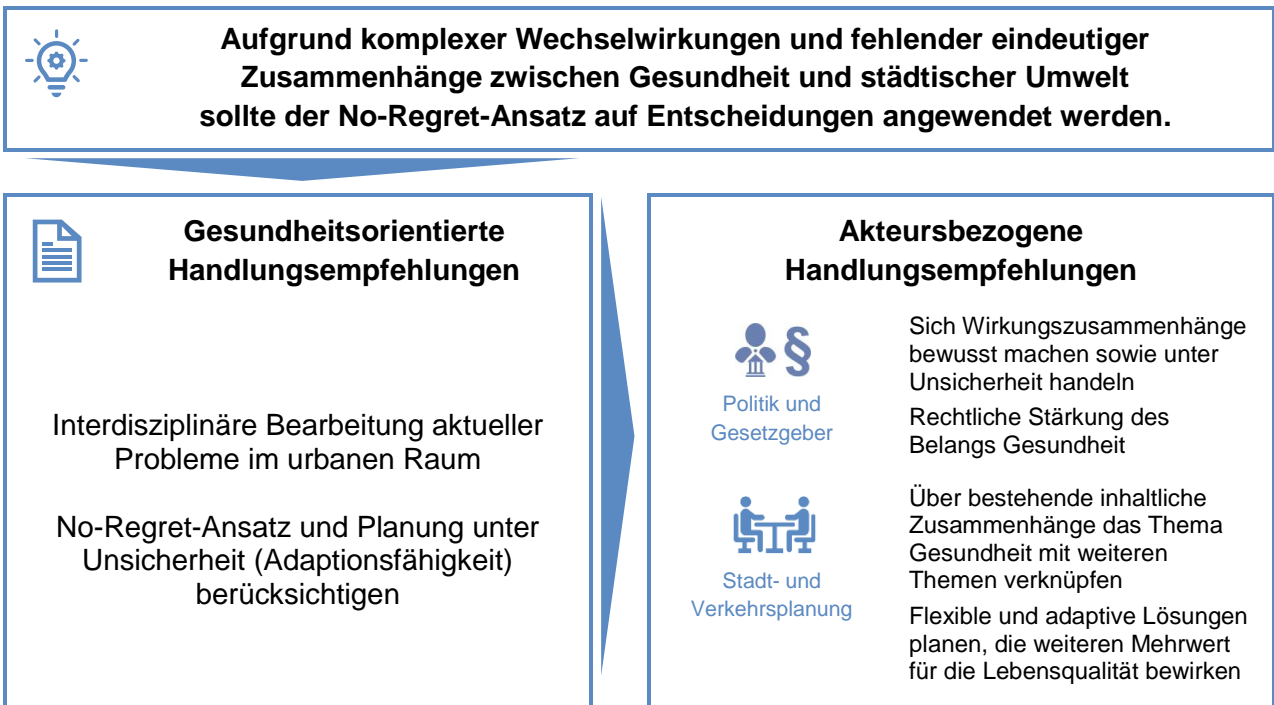 Aufgrund komplexer Wechselwirkungen und fehlender eindeutiger
Zusammenhänge zwischen Gesundheit und städtischer Umwelt
sollte der No-Regret-Ansatz auf Entscheidungen angewendet werden.
Gesundheitsorientierte
Handlungsempfehlungen
Interdisziplinäre Bearbeitung aktueller
Probleme im urbanen Raum
No-Regret-Ansatz und Planung unter
Unsicherheit (Adaptionsfähigkeit)
berücksichtigen
Akteursbezogene
Handlungsempfehlungen
§
Politik und
Gesetzgeber
Sich Wirkungszusammenhänge
bewusst machen sowie unter
Unsicherheit handeln
Rechtliche Stärkung des
Belangs Gesundheit
Stadt- und
Verkehrsplanung
Über bestehende inhaltliche
Zusammenhänge das Thema
Gesundheit mit weiteren
Themen verknüpfen
Flexible und adaptive Lösungen
planen, die weiteren Mehrwert
für die Lebensqualität bewirken